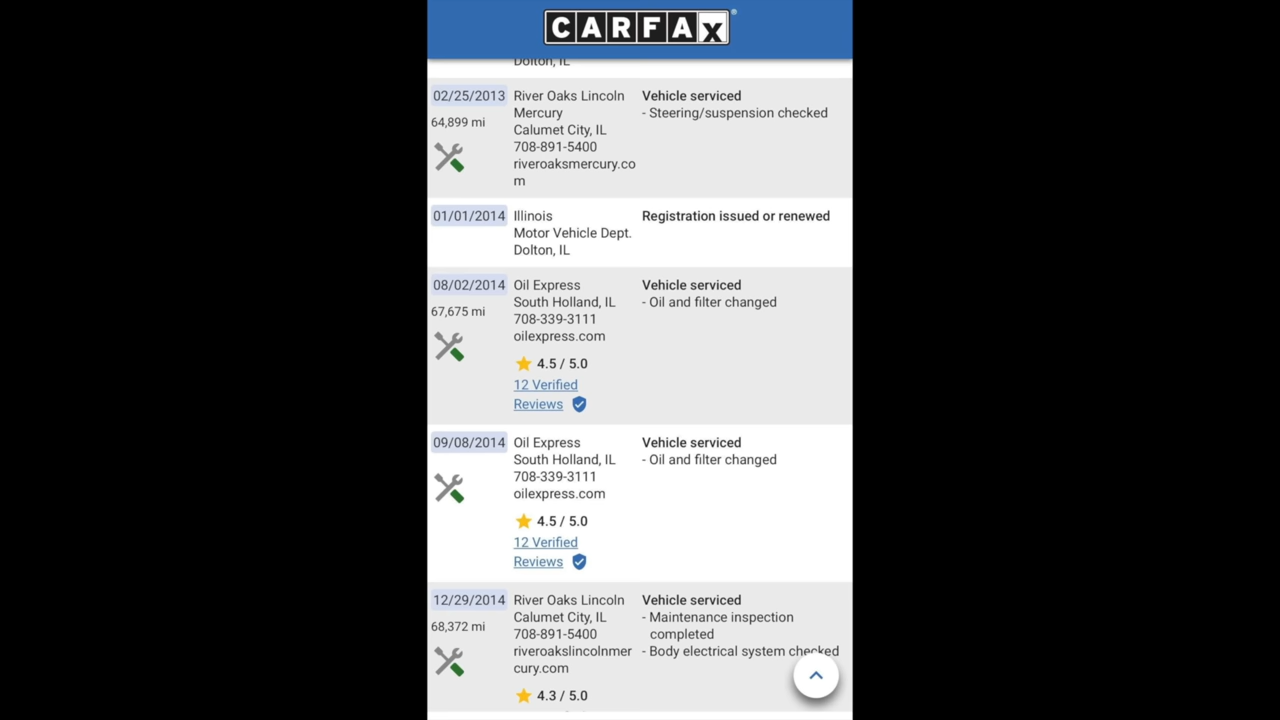 CARFAX
Dolton, IL
02/25/2013
64,899 mi
River Oaks Lincoln
Mercury
Calumet City, IL
708-891-5400
riveroaksmercury.co
m
Vehicle serviced
- Steering/suspension checked
01/01/2014
Illinois
Motor Vehicle Dept.
Dolton, IL
Registration issued or renewed
08/02/2014
67,675 mi
Oil Express
South Holland, IL
708-339-3111
oilexpress.com
4.5 / 5.0
12 Verified
Reviews
Vehicle serviced
- Oil and filter changed
09/08/2014
Oil Express
South Holland, IL
708-339-3111
oilexpress.com
4.5 / 5.0
12 Verified
Reviews
Vehicle serviced
- Oil and filter changed
12/29/2014
68,372 mi
River Oaks Lincoln
Calumet City, IL
708-891-5400
riveroakslincolnmer
cury.com
4.3 / 5.0
Vehicle serviced
- Maintenance inspection
completed
- Body electrical system checked